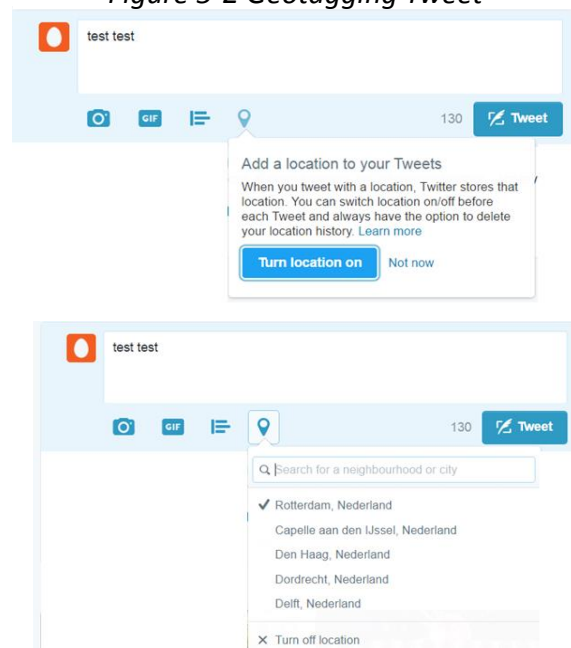 Figure 3-2 Geotagging Tweet
test test
GIF
130
Tweet
Add a location to your Tweets
When you tweet with a location, Twitter stores that
location. You can switch location on/off before
each Tweet and always have the option to delete
your location history. Learn more
Turn location on
Not now
test test
GIF
130
Tweet
Search for a neighbourhood or city
Rotterdam, Nederland
Capelle aan den IJssel, Nederland
Den Haag, Nederland
Dordrecht, Nederland
Delft, Nederland
Turn off location